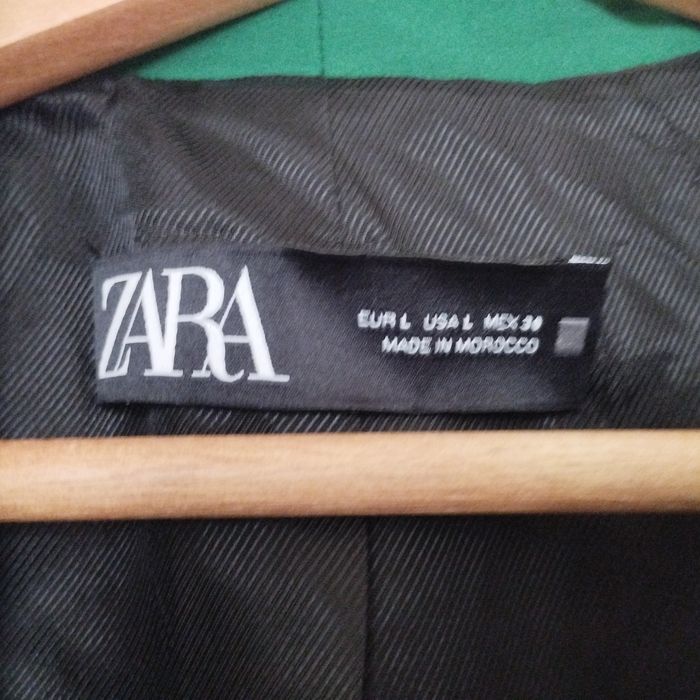 ZARA
EUR L USA L MEX 30
MADE IN MOROCCO